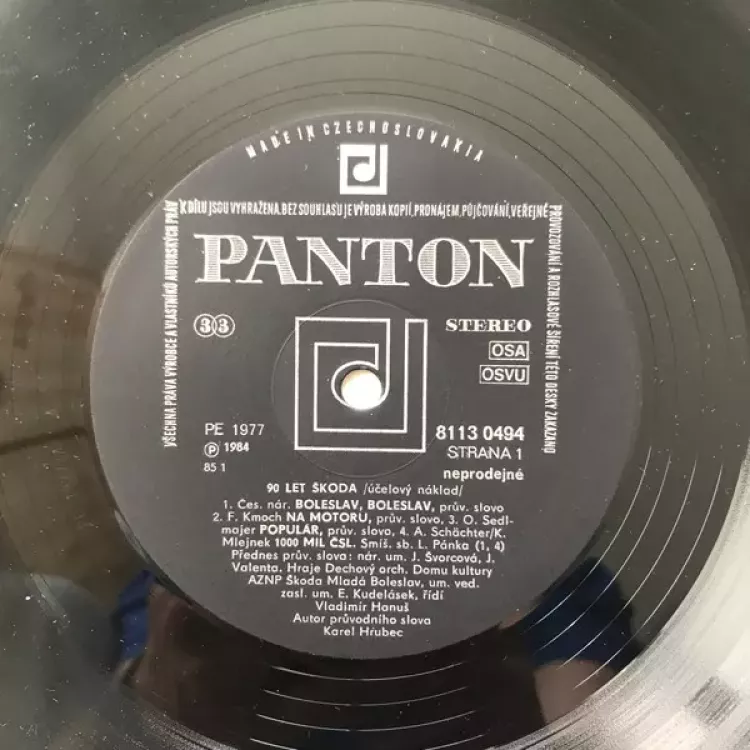 MADE IN CZECHOSLOVAKIA
VŠECHNA PRÁVA VÝROBCE A VLASTNÍKŮ AUTORSKÝCH PRÁV
K DÍLU JSOU VYHRAŽENA. BEZ SOUHLASU JE VÝROBA KOPIÍ, PRONÁJEM, PŮJČOVÁNÍ, VEŘEJNÉ
PROVOZOVÁNÍ A ROZHLASOVÉ ŠÍŘENÍ TÉTO DESKY ZAKÁZÁNO
PANTON
33
STEREO
OSA
OSVU
PE 1977
℗ 1984
85 1
8113 0494
STRANA 1
neprodejné
90 LET ŠKODA /účelový náklad/
1. Čes. nár. BOLESLAV, BOLESLAV, prův. slovo
2. F. Kmoch NA MOTORU, prův. slovo, 3. O. Sedl-
majer POPULÁR, prův. slovo, 4. A. Schächter/K.
Mlejnek 1000 MIL ČSL. Smíš. sb. L. Pánka (1, 4)
Přednes prův. slova: nár. um. J. Švorcová, J.
Valenta. Hraje Dechový orch. Domu kultury
AZNP Škoda Mladá Boleslav, um. ved.
zasl. um. E. Kudelásek, řídí
Vladimír Hanuš
Autor průvodního slova
Karel Hrubec